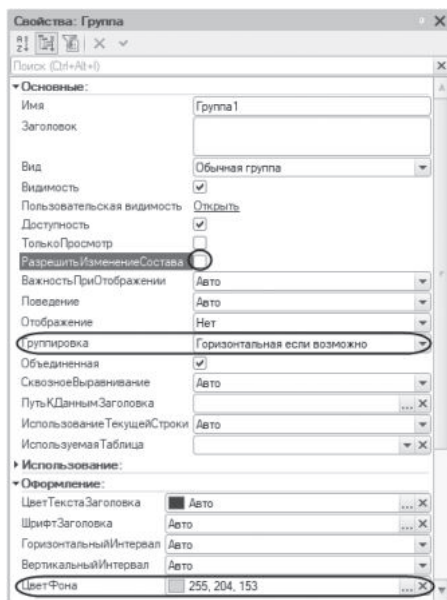 Свойства: Группа
Поиск (Ctrl+Alt+I)
Основные:
Имя Группа1
Заголовок
Вид Обычная группа
Видимость
Пользовательская видимость Открыть
Доступность
ТолькоПросмотр
РазрешитьИзменениеСостава
ВажностьПриОтображении Авто
Поведение Авто
Отображение Нет
Группировка Горизонтальная если возможно
Объединенная
СквозноеВыравнивание Авто
ПутьКДаннымЗаголовка
ИспользованиеТекущейСтроки Авто
ИспользуемаяТаблица
Использование:
Оформление:
ЦветТекстаЗаголовка Авто
ШрифтЗаголовка Авто
ГоризонтальныйИнтервал Авто
ВертикальныйИнтервал Авто
ЦветФона 255, 204, 153